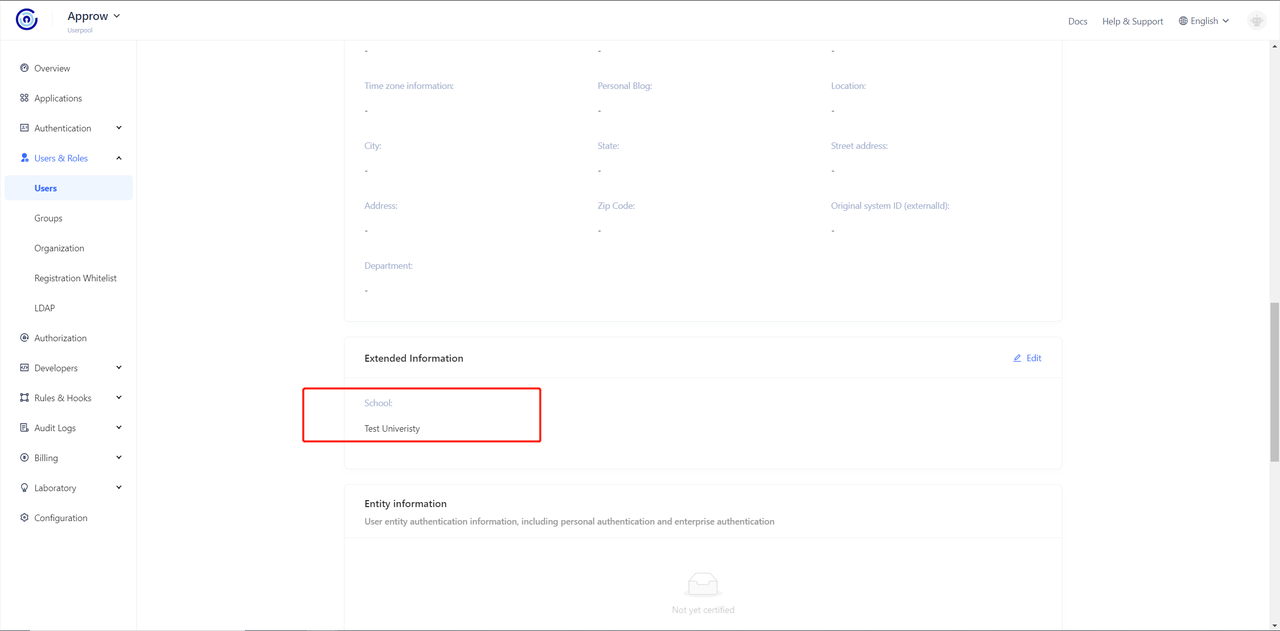 Approw
Userpool
Docs
Help & Support
English
Overview
Applications
Authentication
Users & Roles
Users
Groups
Organization
Registration Whitelist
LDAP
Authorization
Developers
Rules & Hooks
Audit Logs
Billing
Laboratory
Configuration
- - -
Time zone information: Personal Blog: Location:
- - -
City: State: Street address:
- - -
Address: Zip Code: Original system ID (externalId):
- - -
Department:
-
Extended Information
Edit
School:
Test Univeristy
Entity information
User entity authentication information, including personal authentication and enterprise authentication
Not yet certified